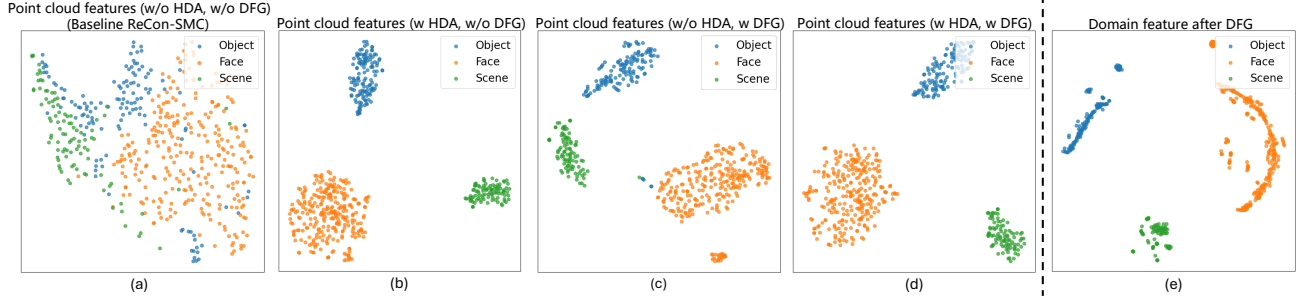 Point cloud features (w/o HDA, w/o DFG)
(Baseline ReCon-SMC)
Object
Face
Scene
(a)
Point cloud features (w HDA, w/o DFG)
Object
Face
Scene
(b)
Point cloud features (w/o HDA, w DFG)
Object
Face
Scene
(c)
Point cloud features (w HDA, w DFG)
Object
Face
Scene
(d)
Domain feature after DFG
Object
Face
Scene
(e)